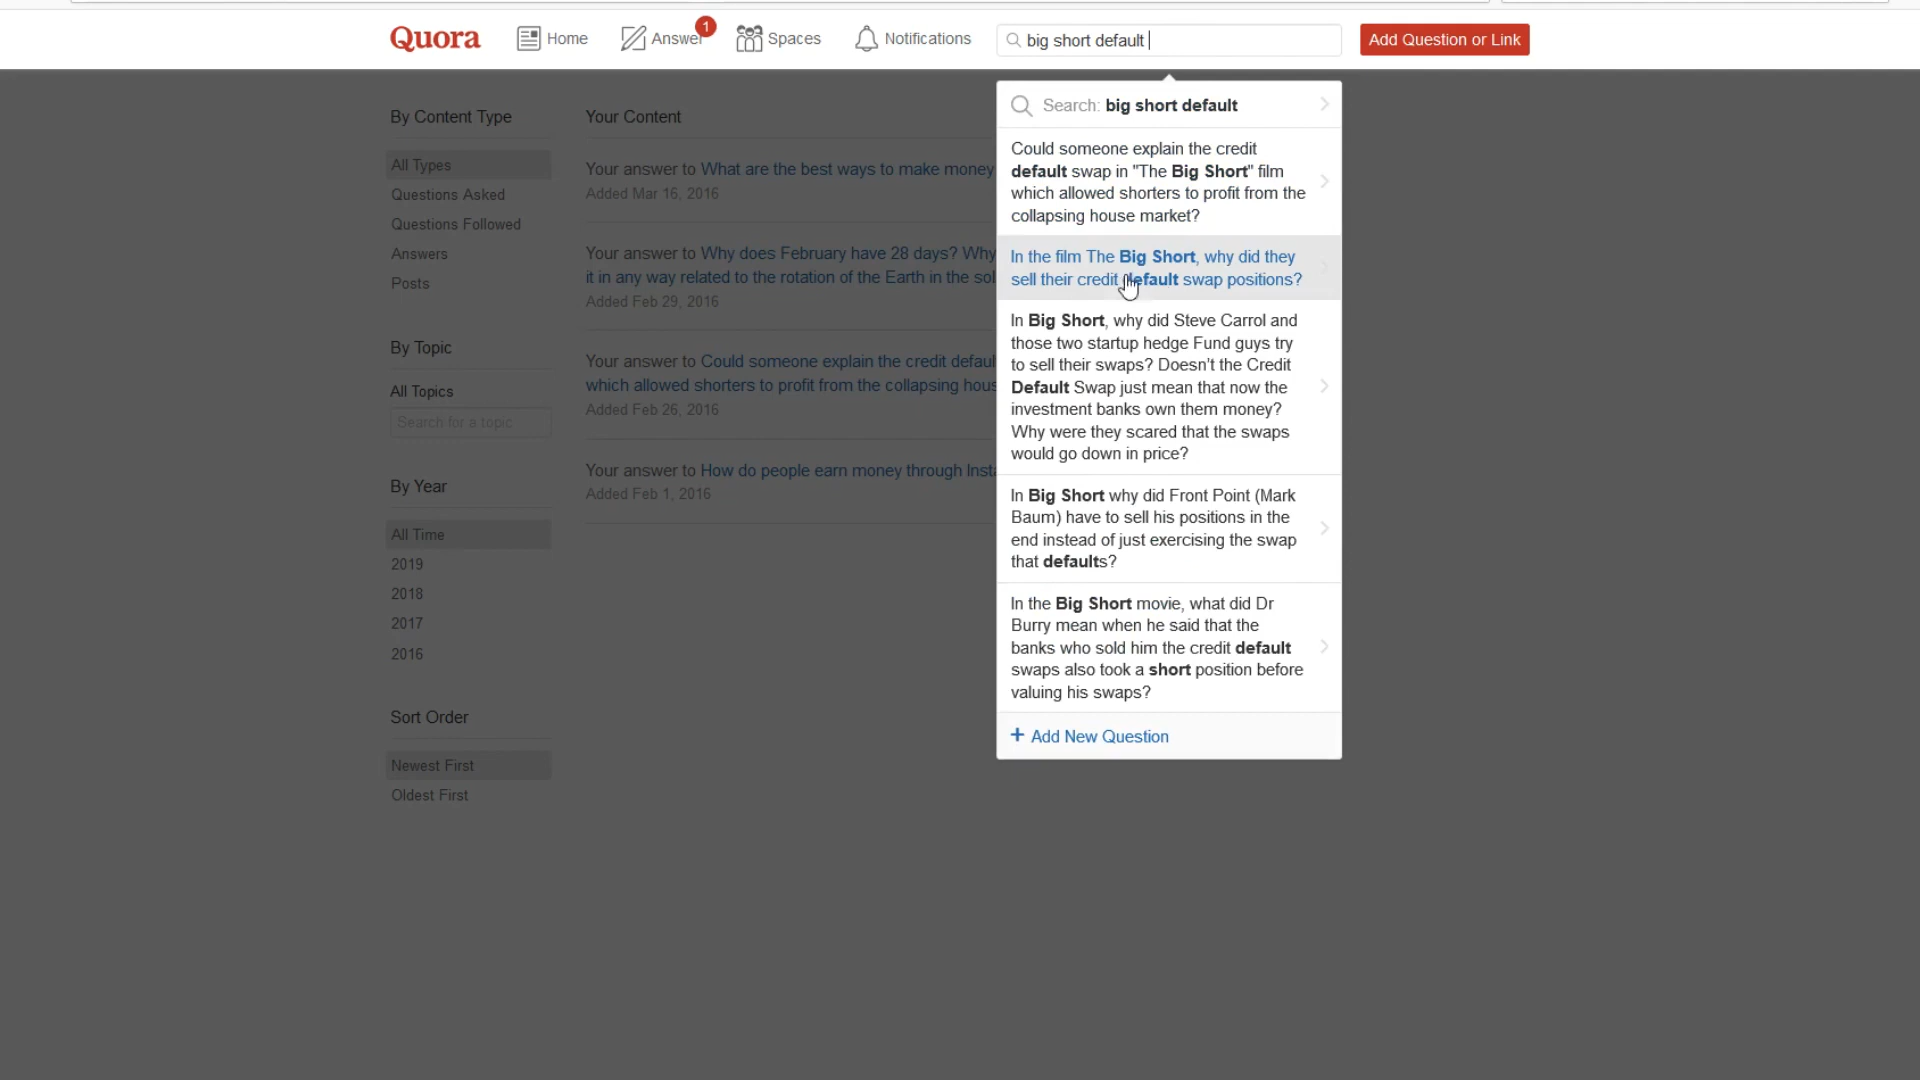 Quora
Home
Answer
1
Spaces
Notifications
big short default
Add Question or Link
By Content Type
All Types
Questions Asked
Questions Followed
Answers
Posts
By Topic
All Topics
Search for a topic
By Year
All Time
2019
2018
2017
2016
Sort Order
Newest First
Oldest First
Your Content
Your answer to What are the best ways to make money
Added Mar 16, 2016
Your answer to Why does February have 28 days? Why
it in any way related to the rotation of the Earth in the sol
Added Feb 29, 2016
Your answer to Could someone explain the credit defaul
which allowed shorters to profit from the collapsing hous
Added Feb 26, 2016
Your answer to How do people earn money through Insta
Added Feb 1, 2016
Search: big short default
Could someone explain the credit
default swap in "The Big Short" film
which allowed shorters to profit from the
collapsing house market?
In the film The Big Short, why did they
sell their credit default swap positions?
In Big Short, why did Steve Carrol and
those two startup hedge Fund guys try
to sell their swaps? Doesn't the Credit
Default Swap just mean that now the
investment banks own them money?
Why were they scared that the swaps
would go down in price?
In Big Short why did Front Point (Mark
Baum) have to sell his positions in the
end instead of just exercising the swap
that defaults?
In the Big Short movie, what did Dr
Burry mean when he said that the
banks who sold him the credit default
swaps also took a short position before
valuing his swaps?
+ Add New Question